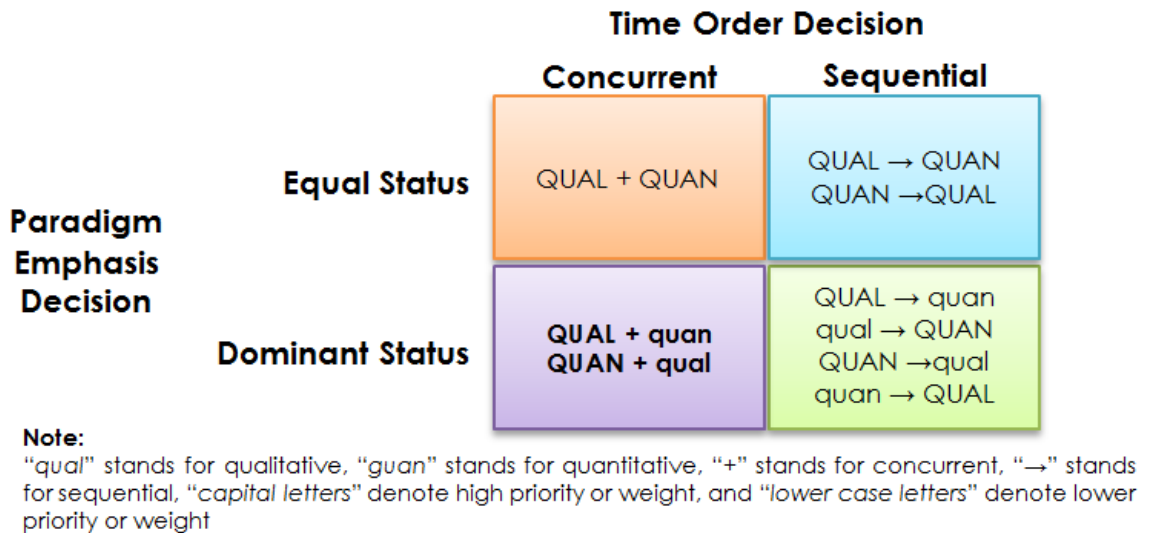 Time Order Decision
Concurrent
Sequential
Equal Status
QUAL + QUAN
QUAL → QUAN
QUAN →QUAL
Paradigm
Emphasis
Decision
Dominant Status
QUAL + quan
QUAN + qual
QUAL → quan
qual → QUAN
QUAN →qual
quan → QUAL
Note:
“qual” stands for qualitative, “guan” stands for quantitative, “+” stands for concurrent, “→” stands
for sequential, “capital letters” denote high priority or weight, and “lower case letters” denote lower
priority or weight